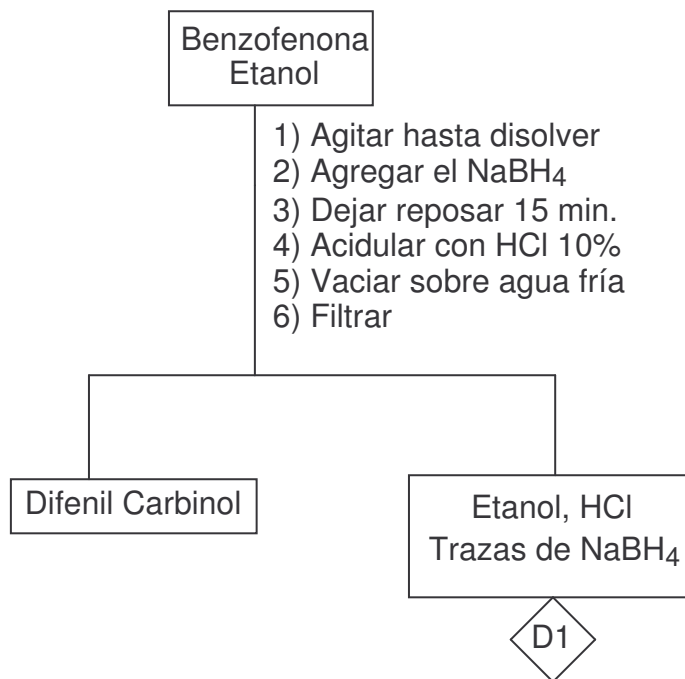 Benzofenona
Etanol
1) Agitar hasta disolver
2) Agregar el NaBH4
3) Dejar reposar 15 min.
4) Acidular con HCl 10%
5) Vaciar sobre agua fría
6) Filtrar
Difenil Carbinol
Etanol, HCl
Trazas de NaBH4
D1